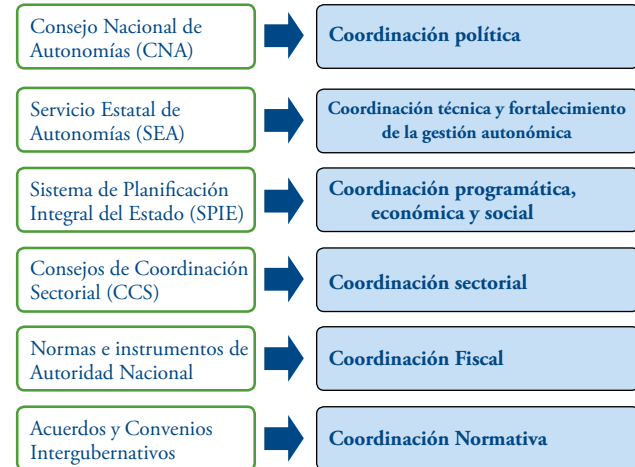 Consejo Nacional de
Autonomías (CNA)
Coordinación política
Servicio Estatal de
Autonomías (SEA)
Coordinación técnica y fortalecimiento
de la gestión autonómica
Sistema de Planificación
Integral del Estado (SPIE)
Coordinación programática,
económica y social
Consejos de Coordinación
Sectorial (CCS)
Coordinación sectorial
Normas e instrumentos de
Autoridad Nacional
Coordinación Fiscal
Acuerdos y Convenios
Intergubernativos
Coordinación Normativa